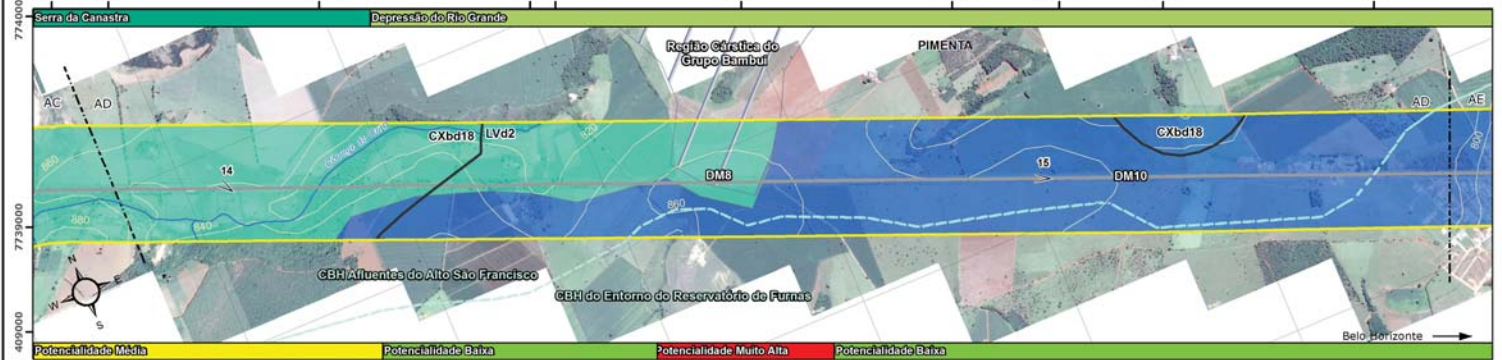 774000
Serra da Canastra
Depressão do Rio Grande
Região Cárstica do
Grupo Bambuí
PIMENTA
AC
AD
AD
AE
CXbd18
LVd2
820
CXbd18
860
14
DM8
15
DM10
800
880
840
860
7739000
N
W
E
S
CBH Afluentes do Alto São Francisco
CBH do Entorno do Reservatório de Furnas
409000
Belo Horizonte
Potencialidade Média
Potencialidade Baixa
Potencialidade Muito Alta
Potencialidade Baixa